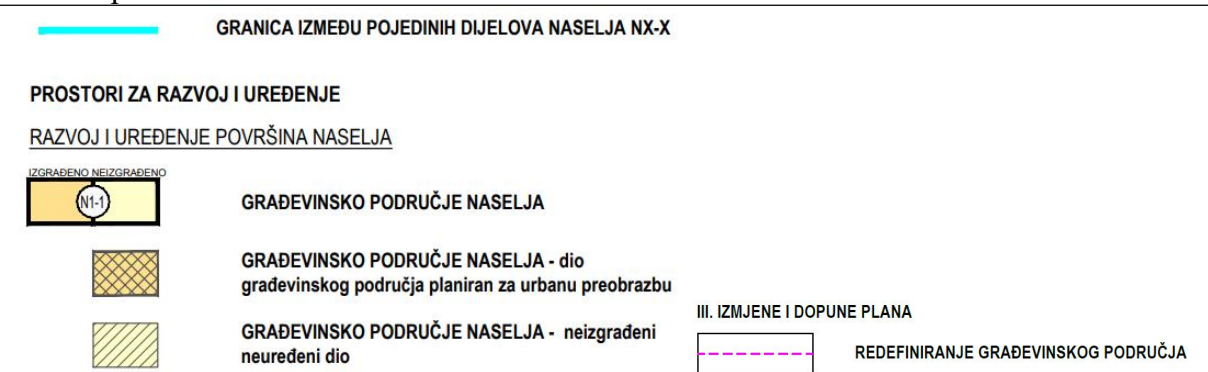 GRANICA IZMEĐU POJEDINIH DIJELOVA NASELJA NX-X
PROSTORI ZA RAZVOJ I UREĐENJE
RAZVOJ I UREĐENJE POVRŠINA NASELJA
IZGRAĐENO NEIZGRAĐENO
N1-1
GRAĐEVINSKO PODRUČJE NASELJA
GRAĐEVINSKO PODRUČJE NASELJA - dio
građevinskog područja planiran za urbanu preobrazbu
GRAĐEVINSKO PODRUČJE NASELJA - neizgrađeni
neuređeni dio
III. IZMJENE I DOPUNE PLANA
REDEFINIRANJE GRAĐEVINSKOG PODRUČJA